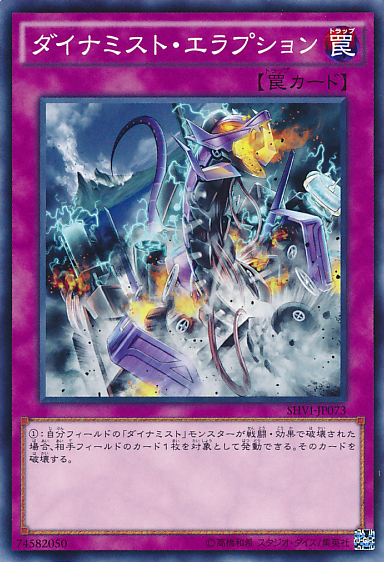 ダイナミスト・エラプション 罠
【罠カード】
SHVI-JP073
①:自分フィールドの「ダイナミスト」モンスターが戦闘・効果で破壊された
場合、相手フィールドのカード1枚を対象として発動できる。そのカードを
破壊する。
74582050
©高橋和希 スタジオ・ダイス/集英社